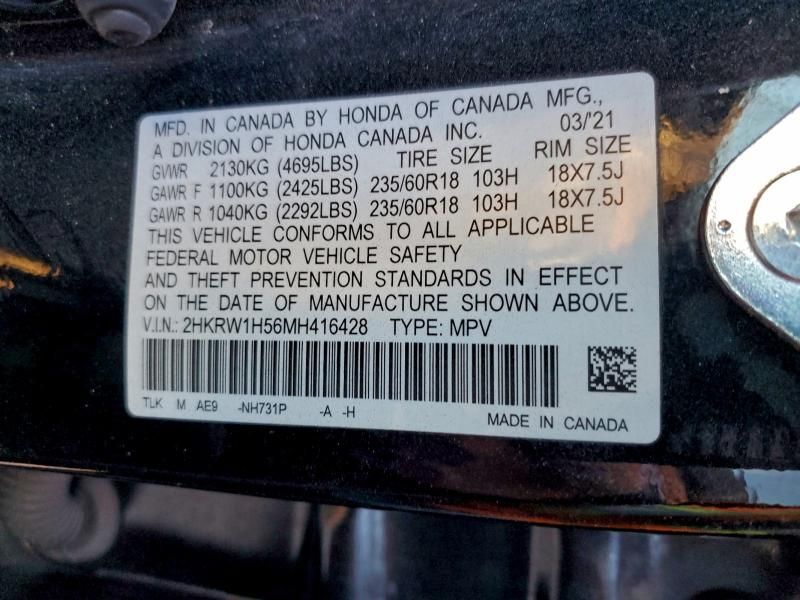 MFD. IN CANADA BY HONDA OF CANADA MFG.,
A DIVISION OF HONDA CANADA INC. 03/'21
GVWR 2130KG (4695LBS) TIRE SIZE RIM SIZE
GAWR F 1100KG (2425LBS) 235/60R18 103H 18X7.5J
GAWR R 1040KG (2292LBS) 235/60R18 103H 18X7.5J
THIS VEHICLE CONFORMS TO ALL APPLICABLE
FEDERAL MOTOR VEHICLE SAFETY
AND THEFT PREVENTION STANDARDS IN EFFECT
ON THE DATE OF MANUFACTURE SHOWN ABOVE.
V.I.N.: 2HKRW1H56MH416428 TYPE: MPV
TLK M AE9 -NH731P -A -H
MADE IN CANADA